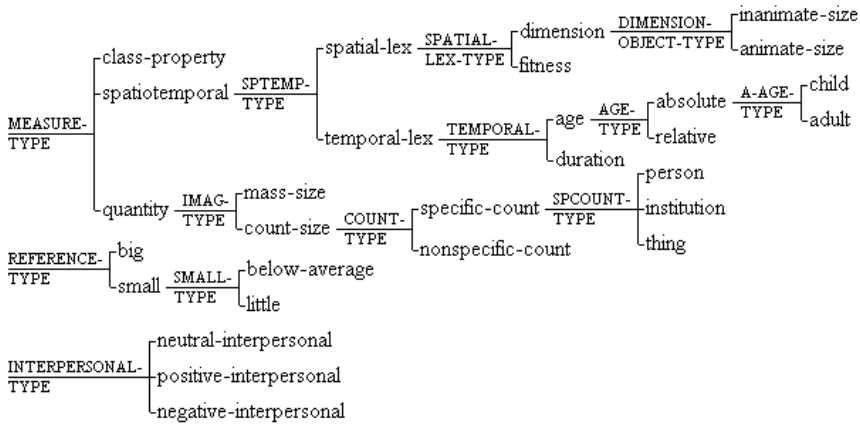 inanimate-size
dimension DIMENSION-
OBJECT-TYPE
spatial-lex SPATIAL-
LEX-TYPE
animate-size
class-property
fitness
spatiotemporal SPTEMP-
TYPE
child
absolute A-AGE-
TYPE
MEASURE-
TYPE
age AGE-
TYPE
adult
temporal-lex TEMPORAL-
TYPE
relative
duration
person
mass-size
quantity IMAG-
TYPE
specific-count SPCOUNT-
TYPE
institution
count-size COUNT-
TYPE
nonspecific-count
thing
big
REFERENCE-
TYPE
below-average
small SMALL-
TYPE
little
neutral-interpersonal
INTERPERSONAL-
TYPE
positive-interpersonal
negative-interpersonal